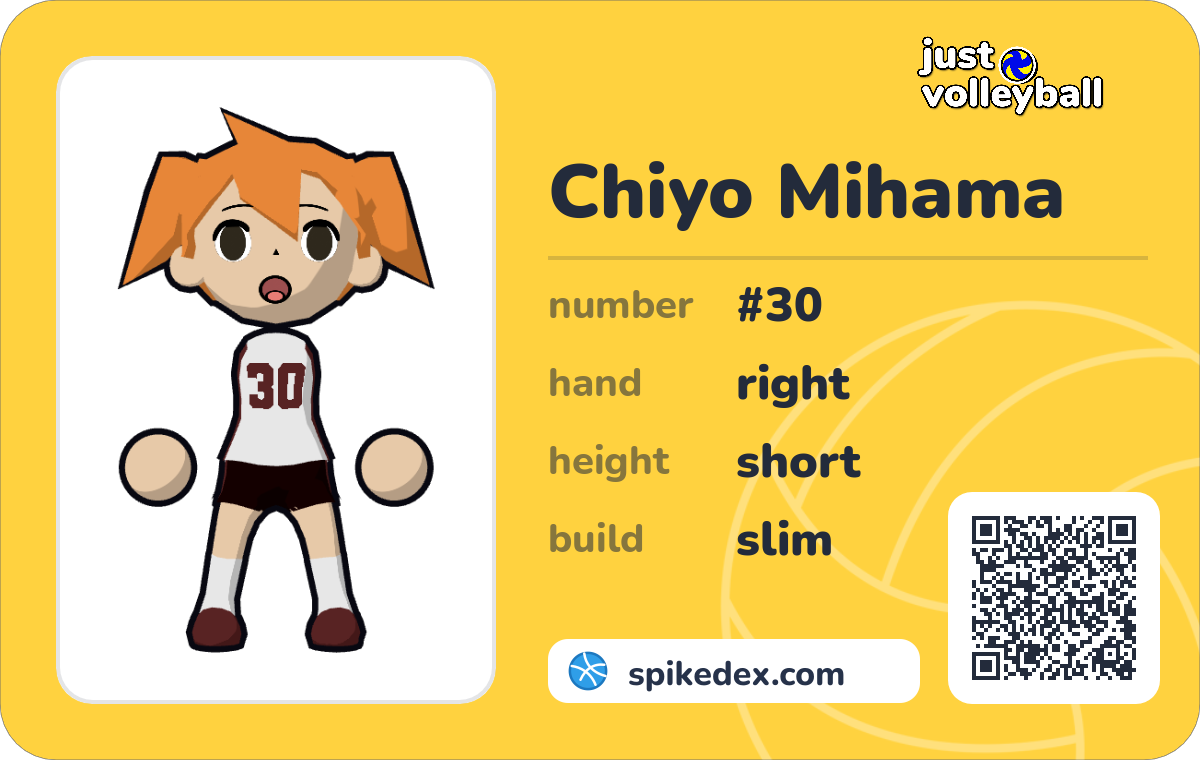 just
volleyball
Chiyo Mihama
number #30
hand right
height short
build slim
30
spikedex.com